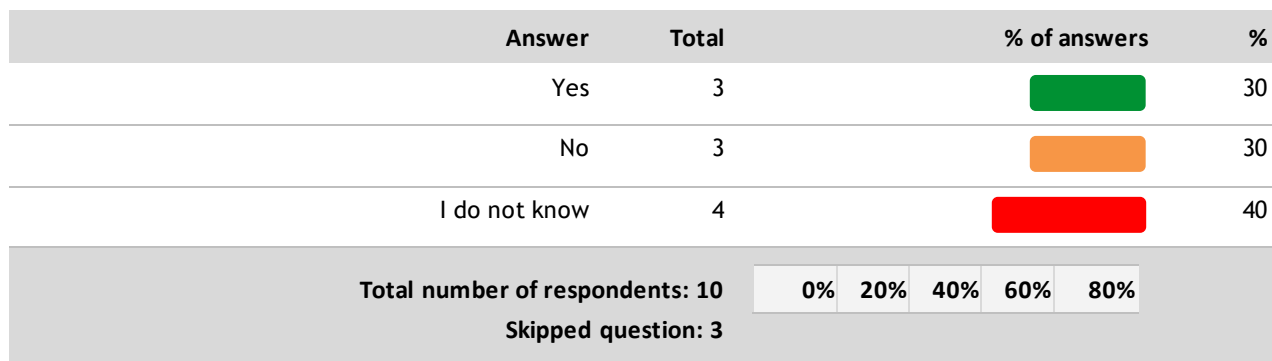 Answer Total % of answers %
Yes 3 30
No 3 30
I do not know 4 40
Total number of respondents: 10 0% 20% 40% 60% 80%
Skipped question: 3